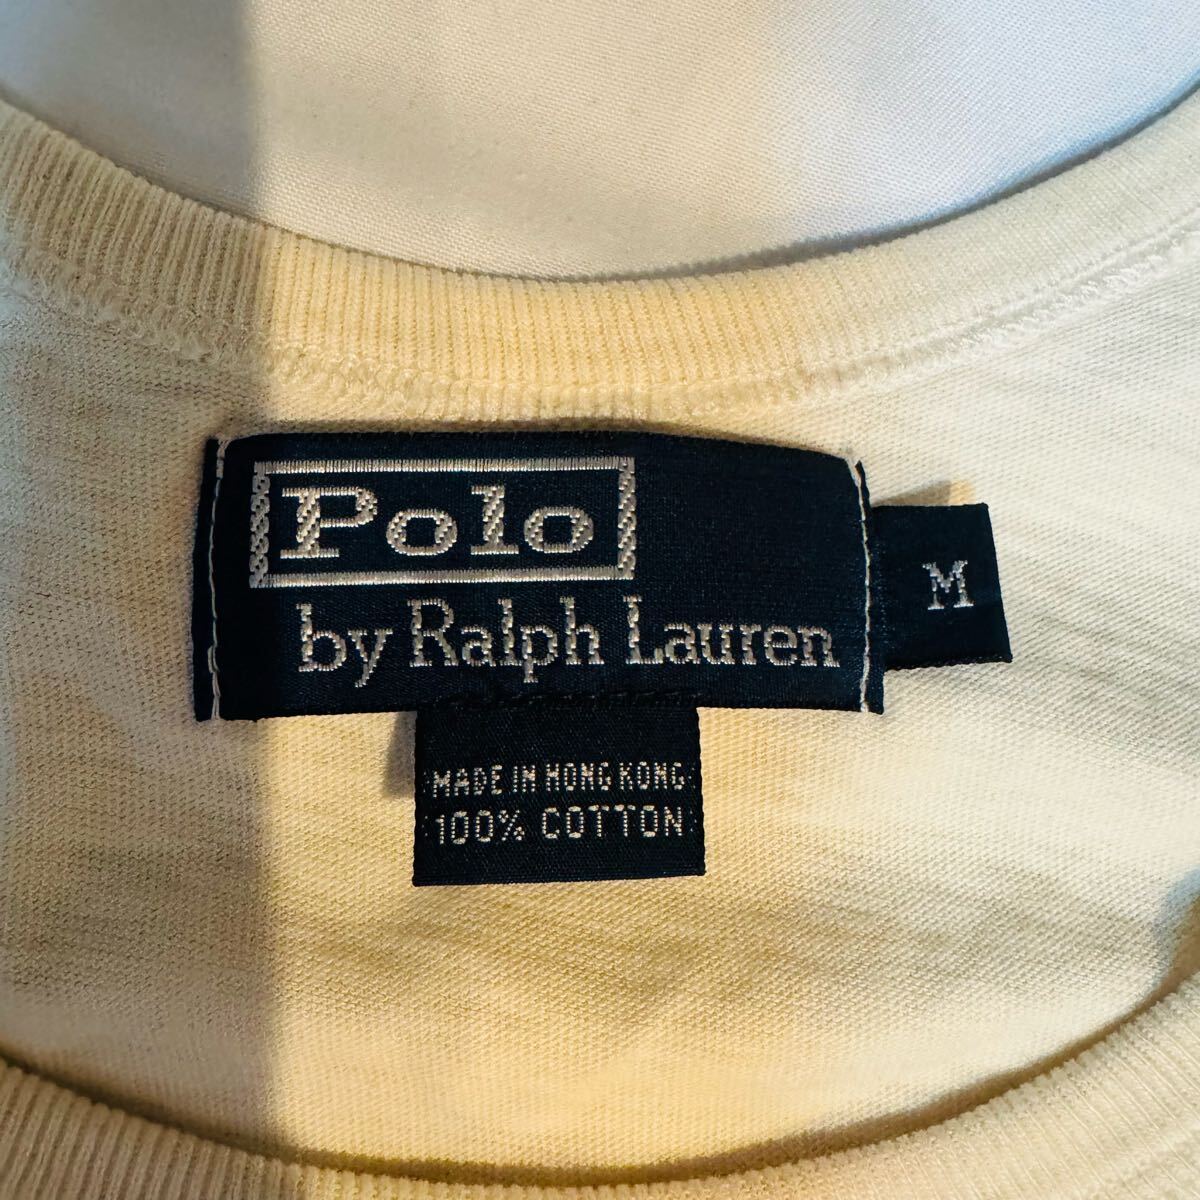 Polo
by Ralph Lauren
M
MADE IN HONG KONG
100% COTTON